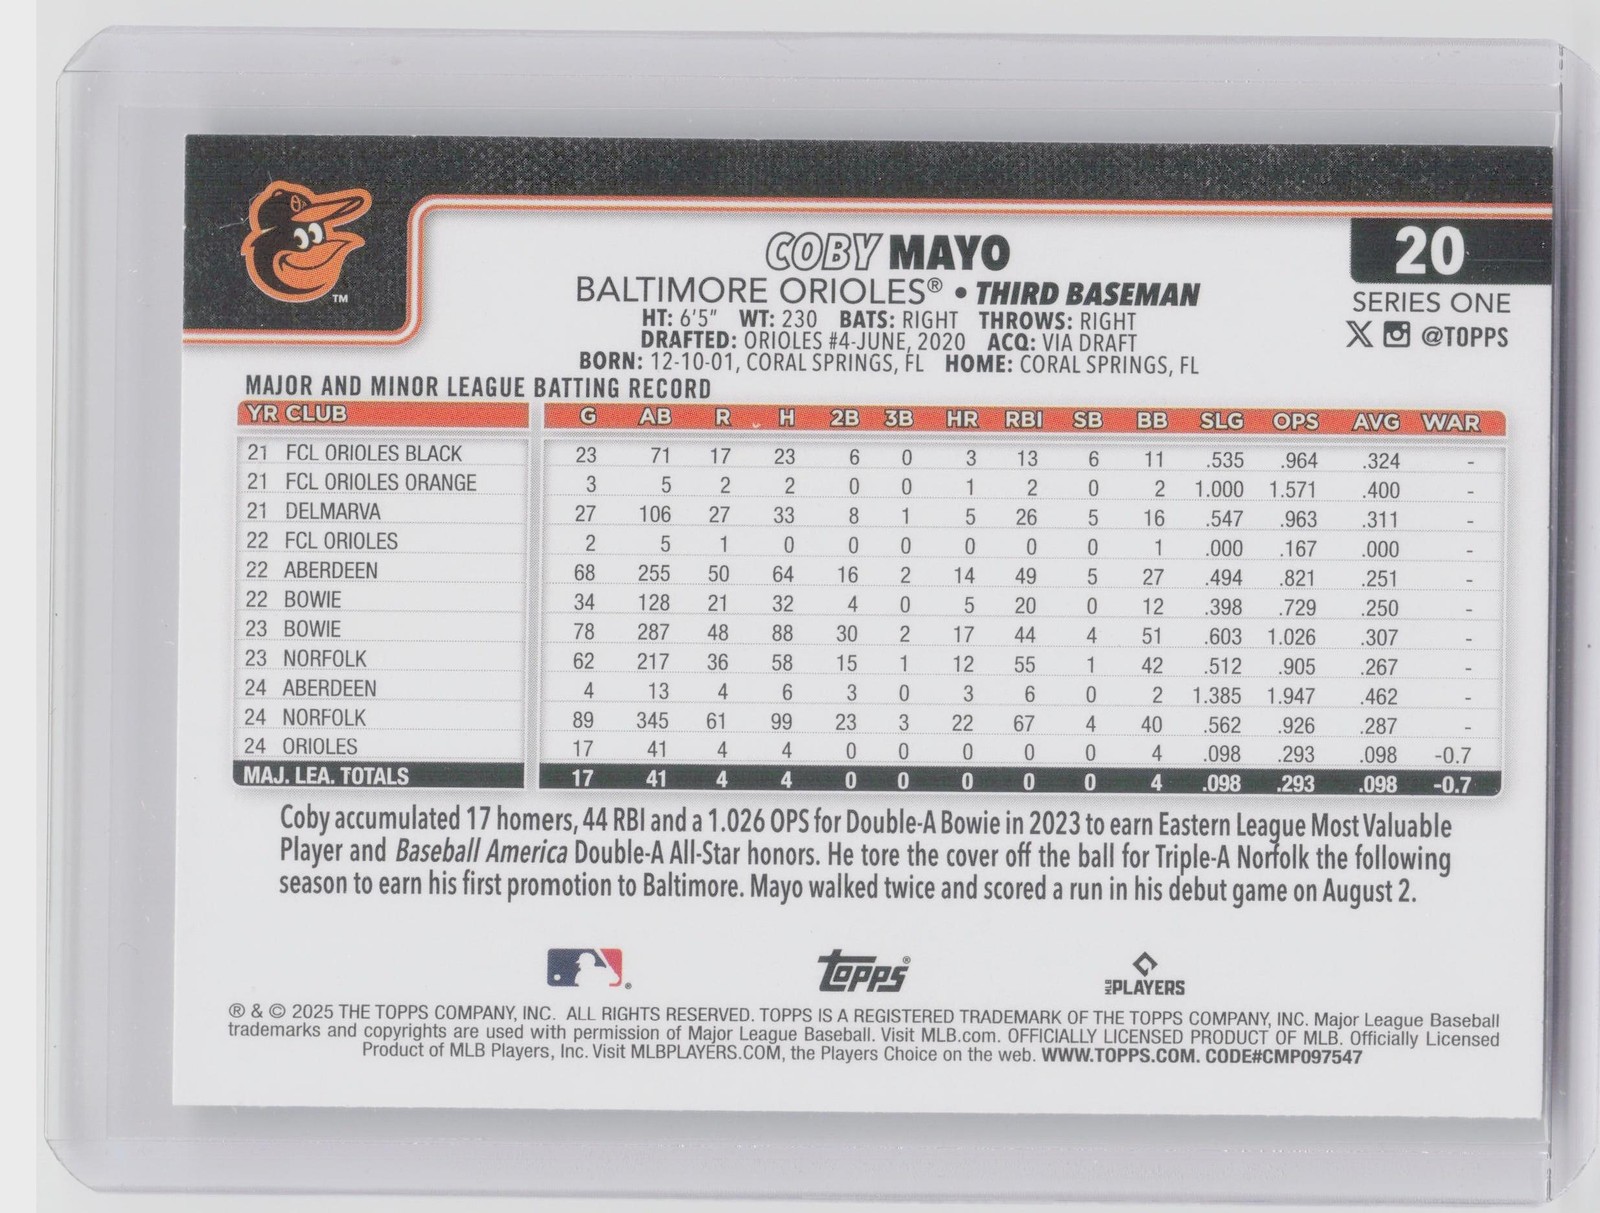 TM
COBY MAYO
BALTIMORE ORIOLES® • THIRD BASEMAN
HT: 6'5" WT: 230 BATS: RIGHT THROWS: RIGHT
DRAFTED: ORIOLES #4-JUNE, 2020 ACQ: VIA DRAFT
BORN: 12-10-01, CORAL SPRINGS, FL HOME: CORAL SPRINGS, FL
20
SERIES ONE
X @TOPPS
MAJOR AND MINOR LEAGUE BATTING RECORD
YR CLUB G AB R H 2B 3B HR RBI SB BB SLG OPS AVG WAR
21 FCL ORIOLES BLACK 23 71 17 23 6 0 3 13 6 11 .535 .964 .324 -
21 FCL ORIOLES ORANGE 3 5 2 2 0 0 1 2 0 2 1.000 1.571 .400 -
21 DELMARVA 27 106 27 33 8 1 5 26 5 16 .547 .963 .311 -
22 FCL ORIOLES 2 5 1 0 0 0 0 0 0 1 .000 .167 .000 -
22 ABERDEEN 68 255 50 64 16 2 14 49 5 27 .494 .821 .251 -
22 BOWIE 34 128 21 32 4 0 5 20 0 12 .398 .729 .250 -
23 BOWIE 78 287 48 88 30 2 17 44 4 51 .603 1.026 .307 -
23 NORFOLK 62 217 36 58 15 1 12 55 1 42 .512 .905 .267 -
24 ABERDEEN 4 13 4 6 3 0 3 6 0 2 1.385 1.947 .462 -
24 NORFOLK 89 345 61 99 23 3 22 67 4 40 .562 .926 .287 -
24 ORIOLES 17 41 4 4 0 0 0 0 0 4 .098 .293 .098 -0.7
MAJ. LEA. TOTALS 17 41 4 4 0 0 0 0 0 4 .098 .293 .098 -0.7
Coby accumulated 17 homers, 44 RBI and a 1.026 OPS for Double-A Bowie in 2023 to earn Eastern League Most Valuable
Player and Baseball America Double-A All-Star honors. He tore the cover off the ball for Triple-A Norfolk the following
season to earn his first promotion to Baltimore. Mayo walked twice and scored a run in his debut game on August 2.
Topps®
MLB PLAYERS
® & © 2025 THE TOPPS COMPANY, INC. ALL RIGHTS RESERVED. TOPPS IS A REGISTERED TRADEMARK OF THE TOPPS COMPANY, INC. Major League Baseball
trademarks and copyrights are used with permission of Major League Baseball. Visit MLB.com. OFFICIALLY LICENSED PRODUCT OF MLB. Officially Licensed
Product of MLB Players, Inc. Visit MLBPLAYERS.COM, the Players Choice on the web. WWW.TOPPS.COM. CODE#CMP097547